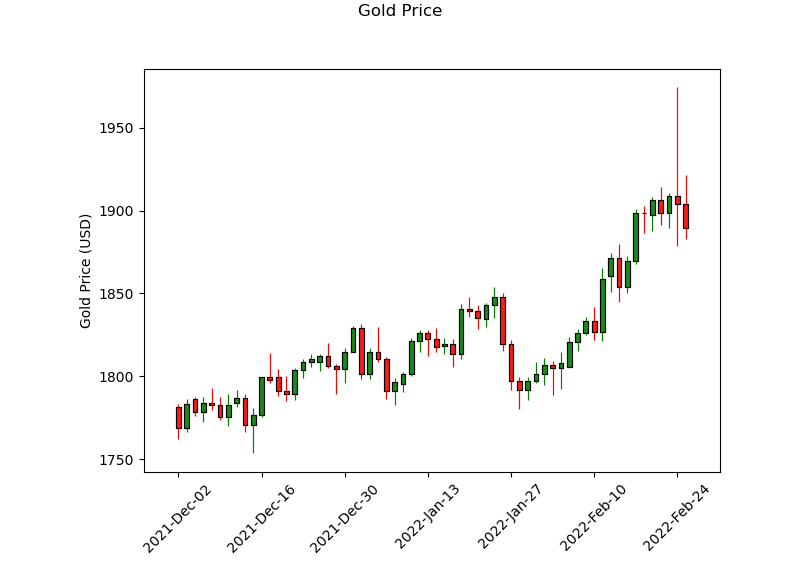 Gold Price
Gold Price (USD)
1950
1900
1850
1800
1750
2021-Dec-02
2021-Dec-16
2021-Dec-30
2022-Jan-13
2022-Jan-27
2022-Feb-10
2022-Feb-24